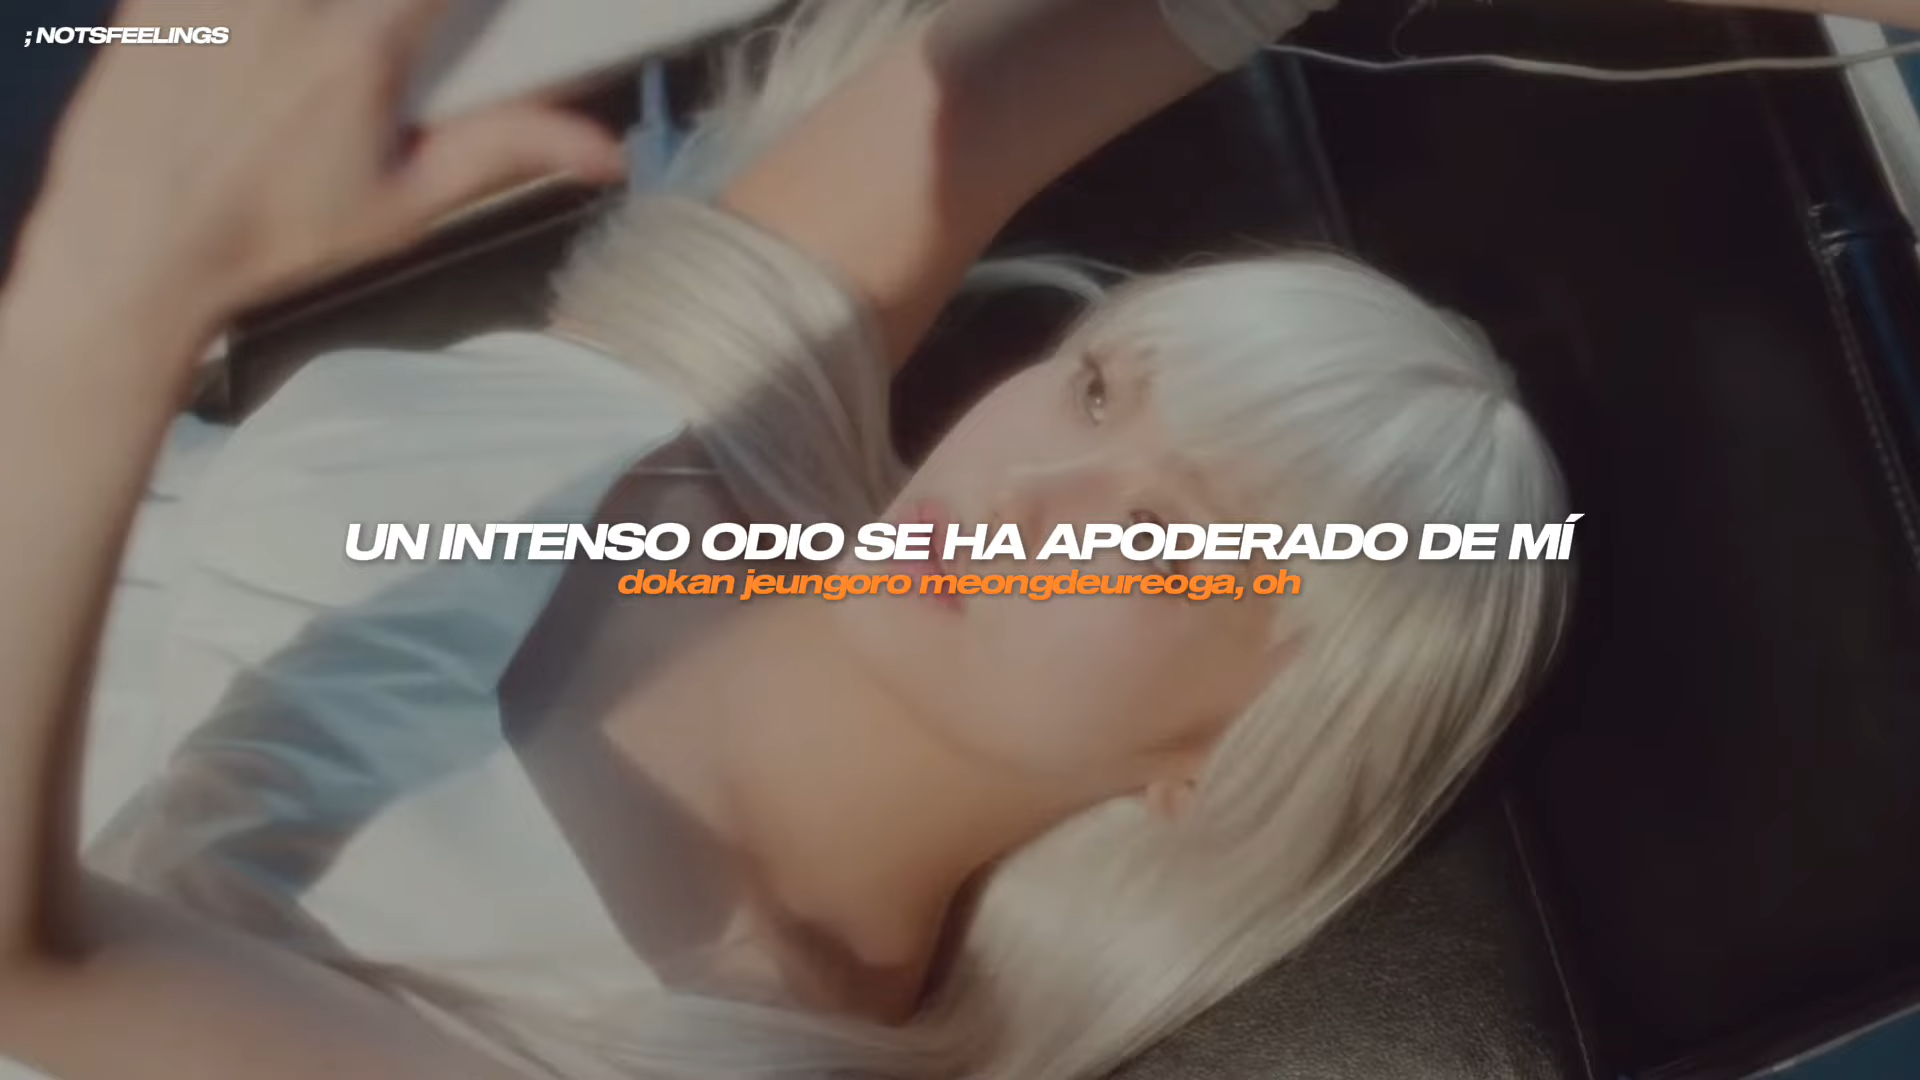 ; NOTSFEELINGS
UN INTENSO ODIO SE HA APODERADO DE MÍ
dokan jeungoro meongdeureoga, oh